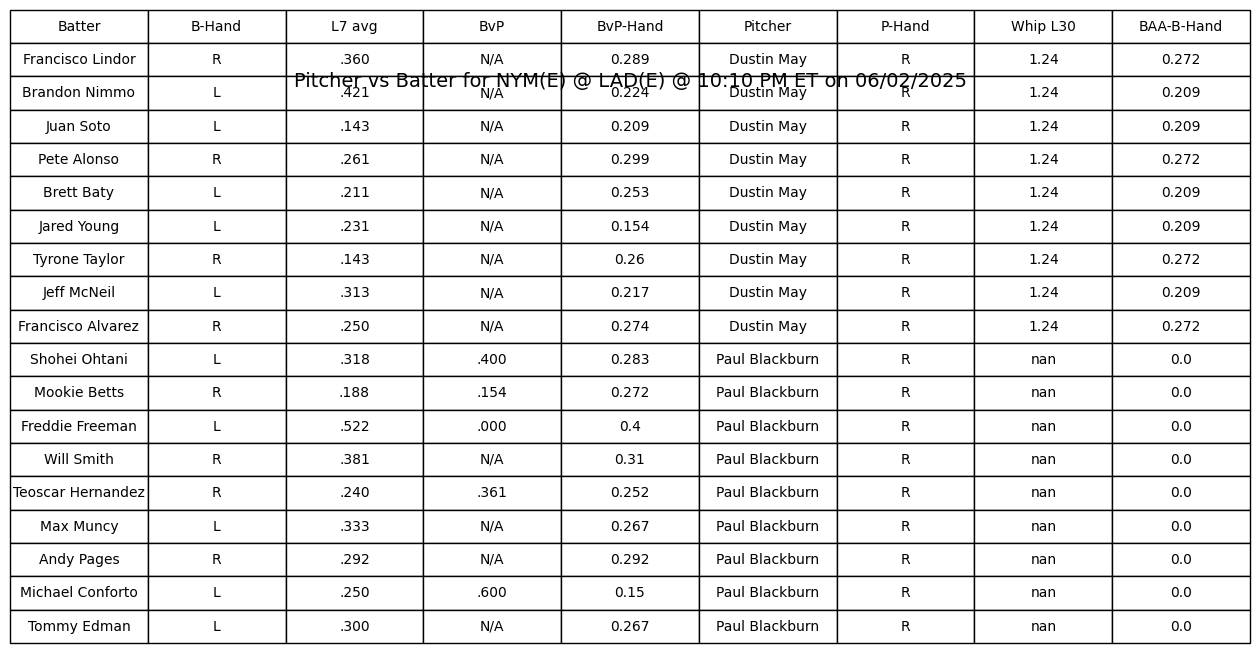 Batter B-Hand L7 avg BvP BvP-Hand Pitcher P-Hand Whip L30 BAA-B-Hand
Francisco Lindor R .360 N/A 0.289 Dustin May R 1.24 0.272
Pitcher vs Batter for NYM(E) @ LAD(E) @ 10:10 PM ET on 06/02/2025
Brandon Nimmo L .421 N/A 0.224 Dustin May R 1.24 0.209
Juan Soto L .143 N/A 0.209 Dustin May R 1.24 0.209
Pete Alonso R .261 N/A 0.299 Dustin May R 1.24 0.272
Brett Baty L .211 N/A 0.253 Dustin May R 1.24 0.209
Jared Young L .231 N/A 0.154 Dustin May R 1.24 0.209
Tyrone Taylor R .143 N/A 0.26 Dustin May R 1.24 0.272
Jeff McNeil L .313 N/A 0.217 Dustin May R 1.24 0.209
Francisco Alvarez R .250 N/A 0.274 Dustin May R 1.24 0.272
Shohei Ohtani L .318 .400 0.283 Paul Blackburn R nan 0.0
Mookie Betts R .188 .154 0.272 Paul Blackburn R nan 0.0
Freddie Freeman L .522 .000 0.4 Paul Blackburn R nan 0.0
Will Smith R .381 N/A 0.31 Paul Blackburn R nan 0.0
Teoscar Hernandez R .240 .361 0.252 Paul Blackburn R nan 0.0
Max Muncy L .333 N/A 0.267 Paul Blackburn R nan 0.0
Andy Pages R .292 N/A 0.292 Paul Blackburn R nan 0.0
Michael Conforto L .250 .600 0.15 Paul Blackburn R nan 0.0
Tommy Edman L .300 N/A 0.267 Paul Blackburn R nan 0.0